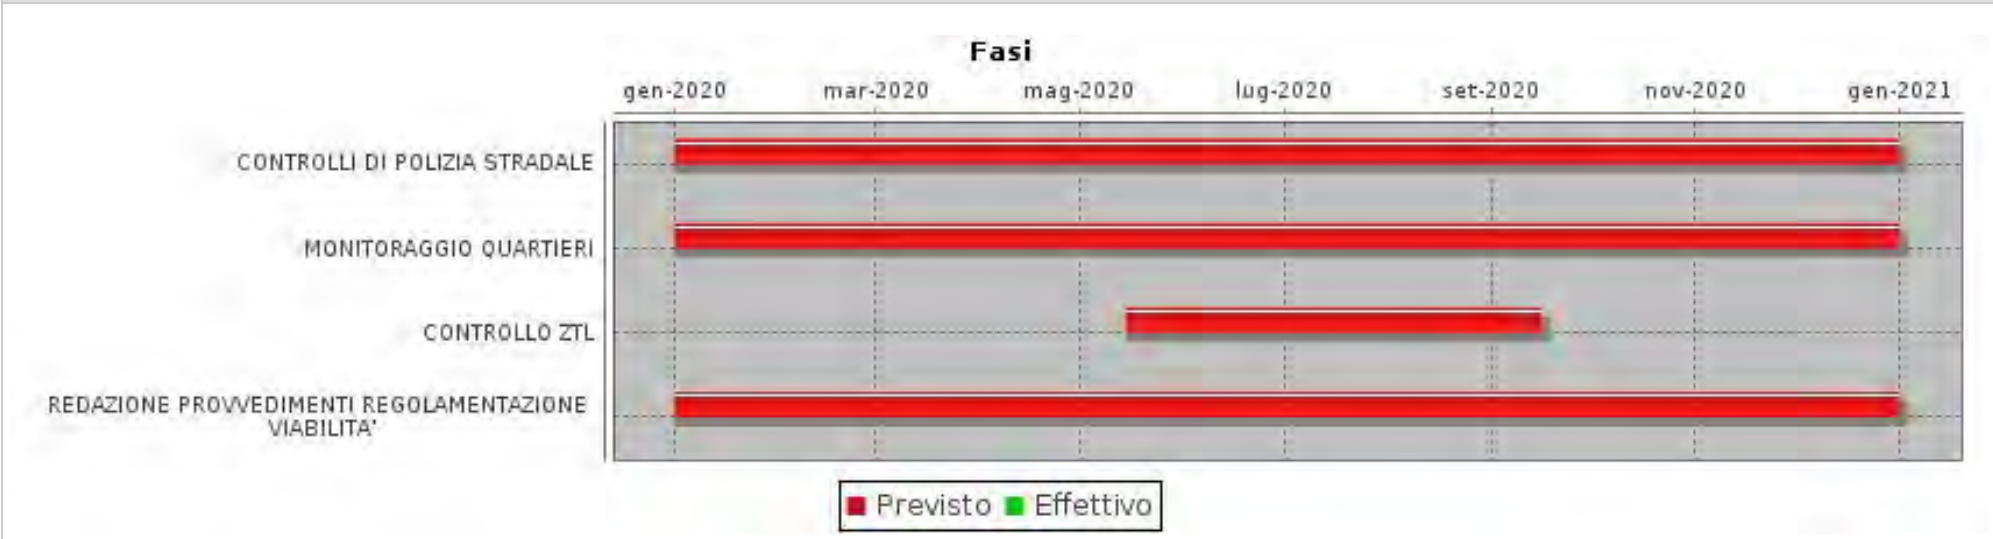 Fasi
gen-2020 mar-2020 mag-2020 lug-2020 set-2020 nov-2020 gen-2021
CONTROLLI DI POLIZIA STRADALE
MONITORAGGIO QUARTIERI
CONTROLLO ZTL
REDAZIONE PROVVEDIMENTI REGOLAMENTAZIONE
VIABILITA'
Previsto Effettivo